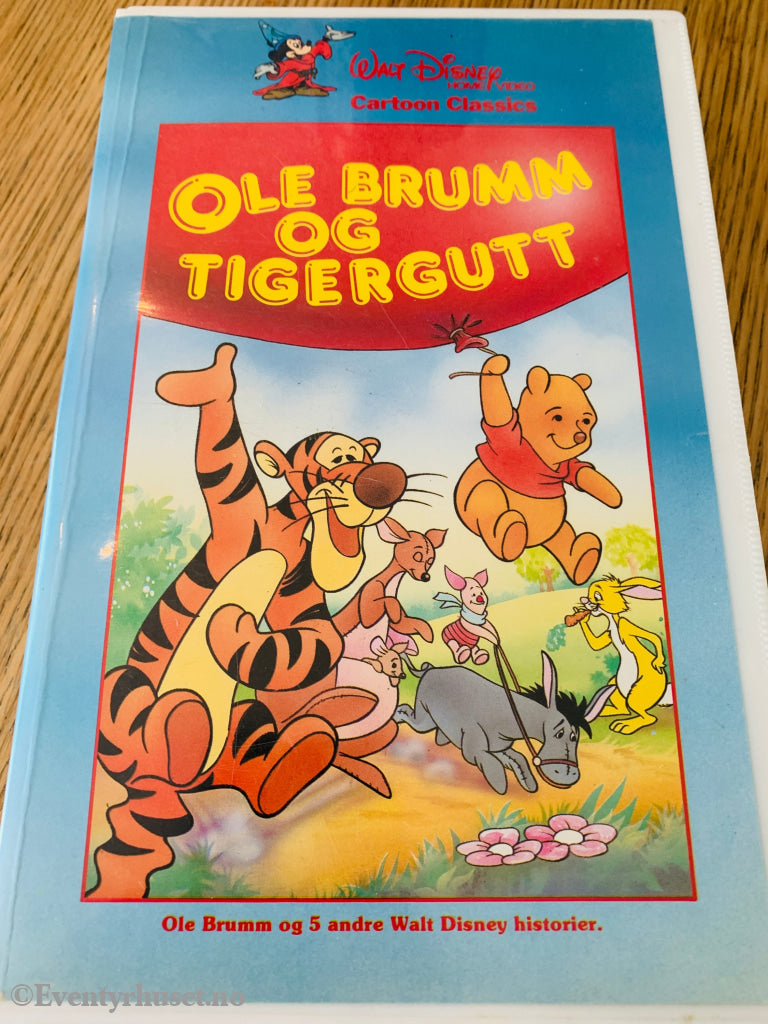 Walt Disney
HOME VIDEO
Cartoon Classics
OLE BRUMM
OG
TIGERGUTT
Ole Brumm og 5 andre Walt Disney historier.
©Eventyrhuset.no